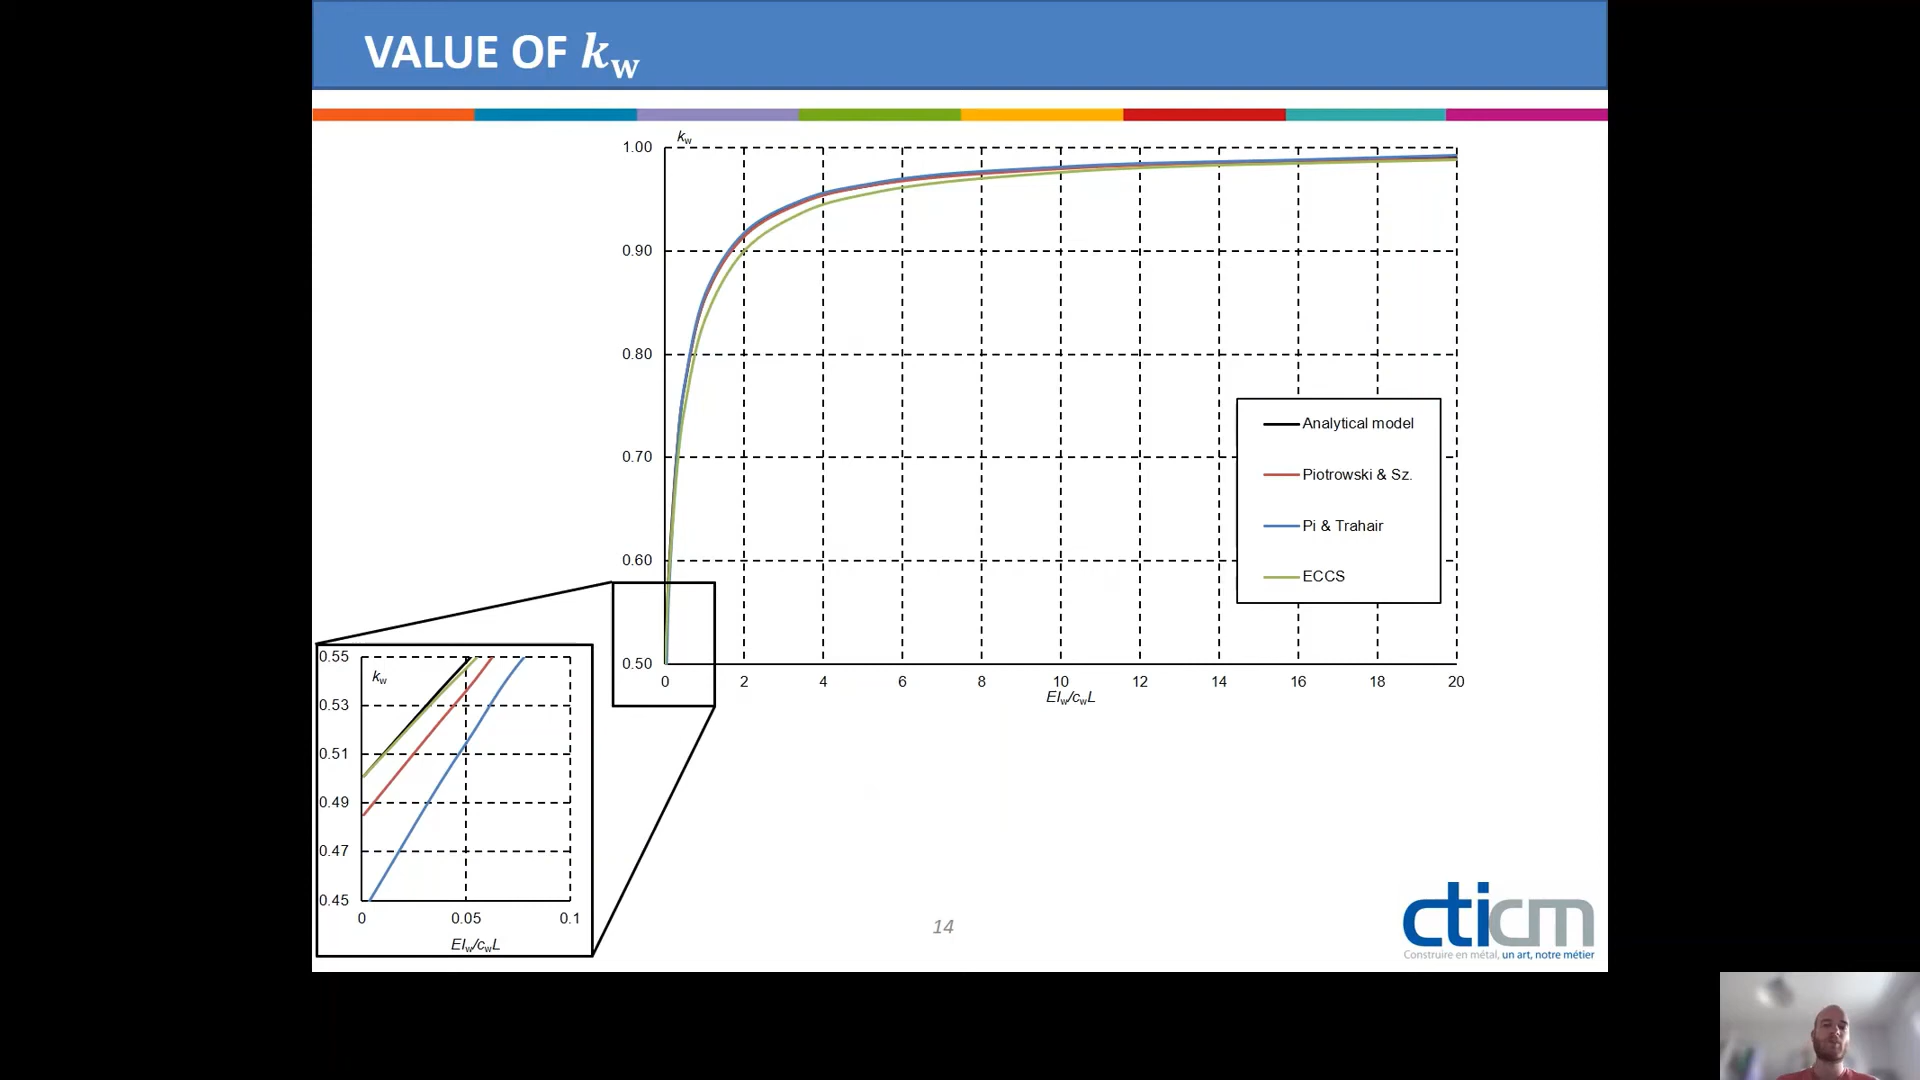 VALUE OF kw
kw
1.00
0.90
0.80
0.70
0.60
0.50
0 2 4 6 8 10 12 14 16 18 20
EIw/cwL
Analytical model
Piotrowski & Sz.
Pi & Trahair
ECCS
0.55
kw
0.53
0.51
0.49
0.47
0.45
0 0.05 0.1
EIw/cwL
14
cticm
Construire en métal, un art, notre métier